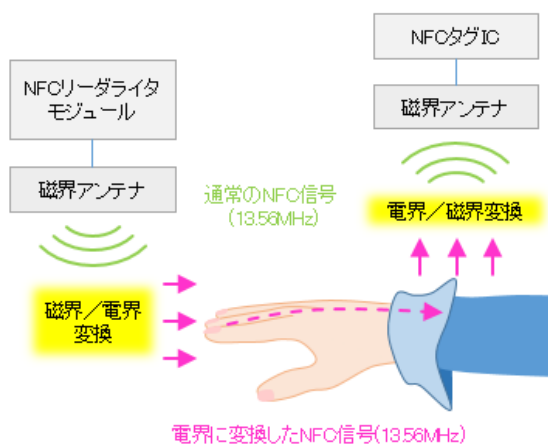 NFCリーダライタ
モジュール
磁界アンテナ
磁界／電界
変換
通常のNFC信号
(13.56MHz)
NFCタグIC
磁界アンテナ
電界／磁界変換
電界に変換したNFC信号(13.56MHz)